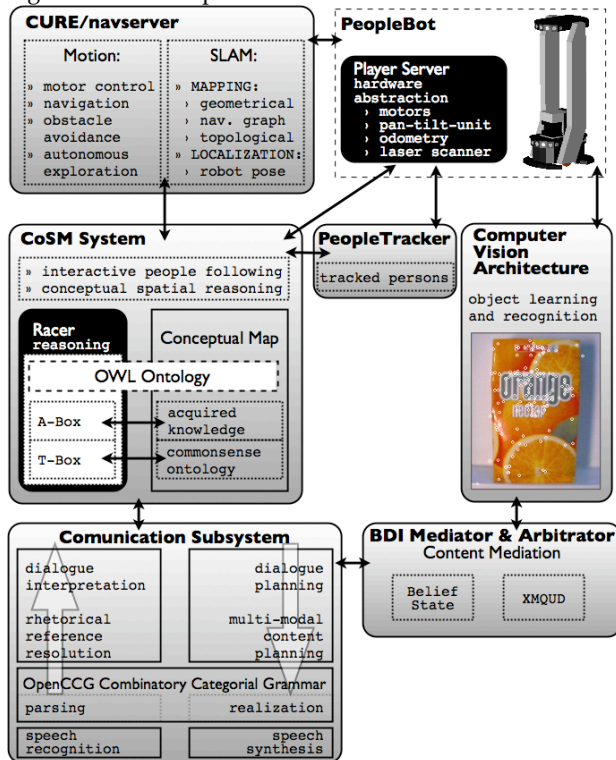 CURE/navserver
Motion:
» motor control
» navigation
» obstacle
avoidance
» autonomous
exploration
SLAM:
» MAPPING:
› geometrical
› nav. graph
› topological
» LOCALIZATION:
› robot pose
PeopleBot
Player Server
hardware
abstraction
› motors
› pan-tilt-unit
› odometry
› laser scanner
CoSM System
» interactive people following
» conceptual spatial reasoning
Racer
reasoning
Conceptual Map
OWL Ontology
A-Box
acquired
knowledge
T-Box
commonsense
ontology
PeopleTracker
tracked persons
Computer
Vision
Architecture
object learning
and recognition
orange
Comunication Subsystem
dialogue
interpretation
rhetorical
reference
resolution
dialogue
planning
multi-modal
content
planning
OpenCCG Combinatory Categorial Grammar
parsing
realization
speech
recognition
speech
synthesis
BDI Mediator & Arbitrator
Content Mediation
Belief
State
XMQUD